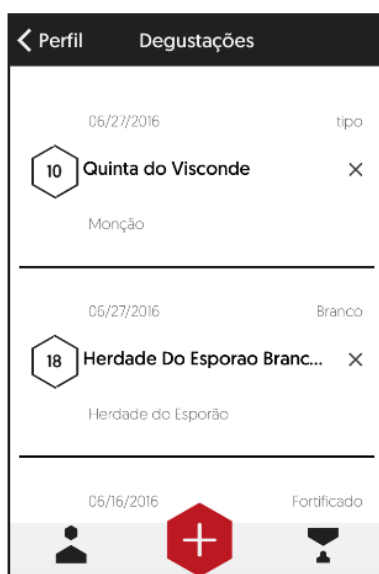 Perfil Degustações
06/27/2016 tipo
10 Quinta do Visconde
Monção
06/27/2016 Branco
18 Herdade Do Esporao Branc...
Herdade do Esporão
06/16/2016 Fortificado